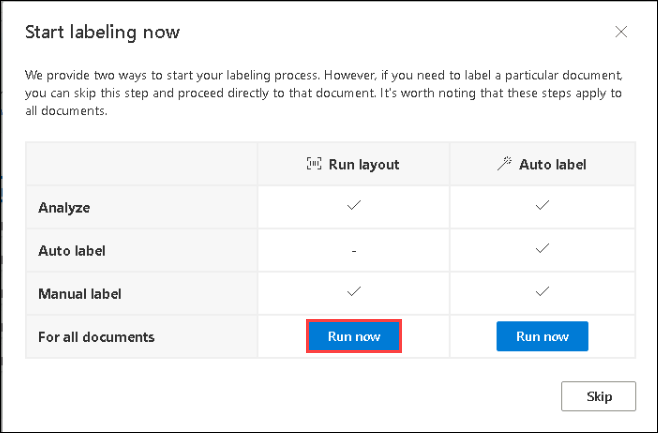 Start labeling now
We provide two ways to start your labeling process. However, if you need to label a particular document,
you can skip this step and proceed directly to that document. It's worth noting that these steps apply to
all documents.
Run layout Auto label
Analyze
Auto label -
Manual label
For all documents Run now Run now
Skip